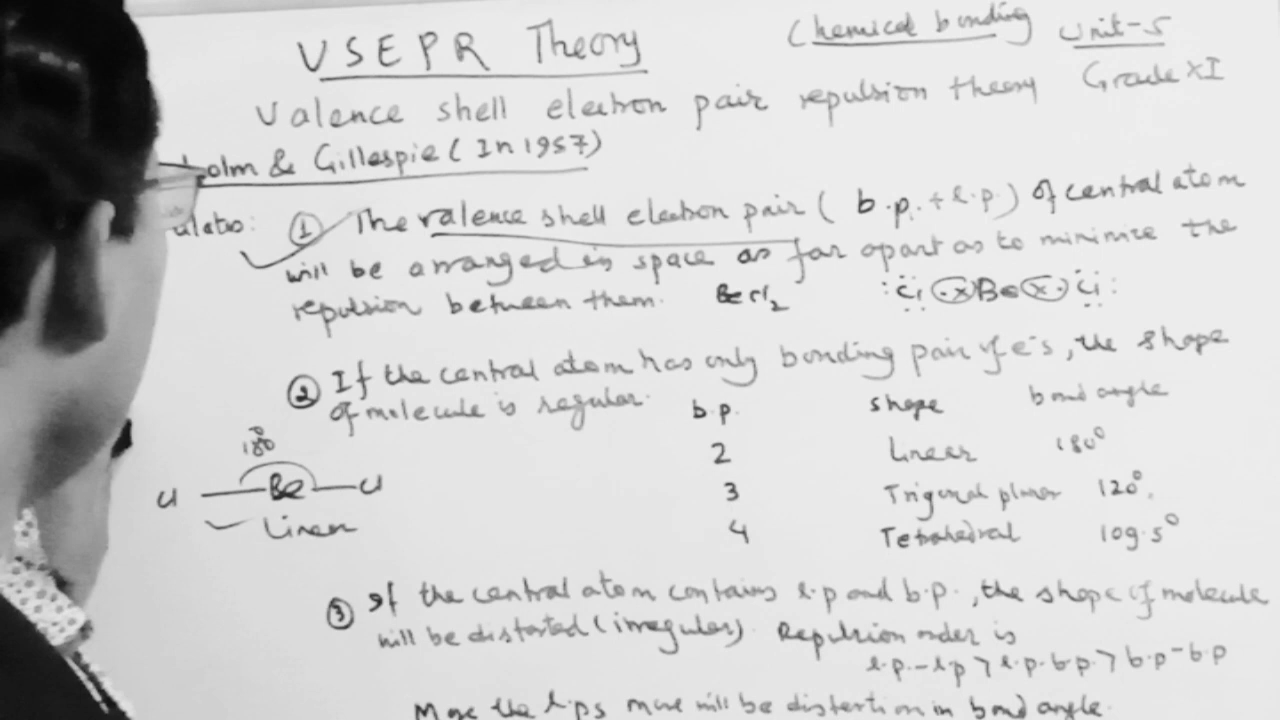 VSEPR Theory
Chemical bonding Unit-5
Valence shell electron pair repulsion theory Grade XI
olm & Gillespie (In 1957)
ulates: ① The valence shell electron pair ( b.p. + l.p.) of central atom
will be arranged in space as far apart as to minimise the
repulsion between them. BeCl2 :Cl ·x Be x· Cl:
② If the central atom has only bonding pair of e's, the shape
of molecule is regular.
b.p. shape bond angle
2 Linear 180°
3 Trigonal planar 120°.
4 Tetrahedral 109.5°
180°
Cl — Be — Cl
Linear
③ If the central atom contains l.p and b.p., the shape of molecule
will be distorted (irregular). Repulsion order is
l.p.-l.p > l.p.-b.p. > b.p-b.p
More the l.ps more will be distortion in bond angle.